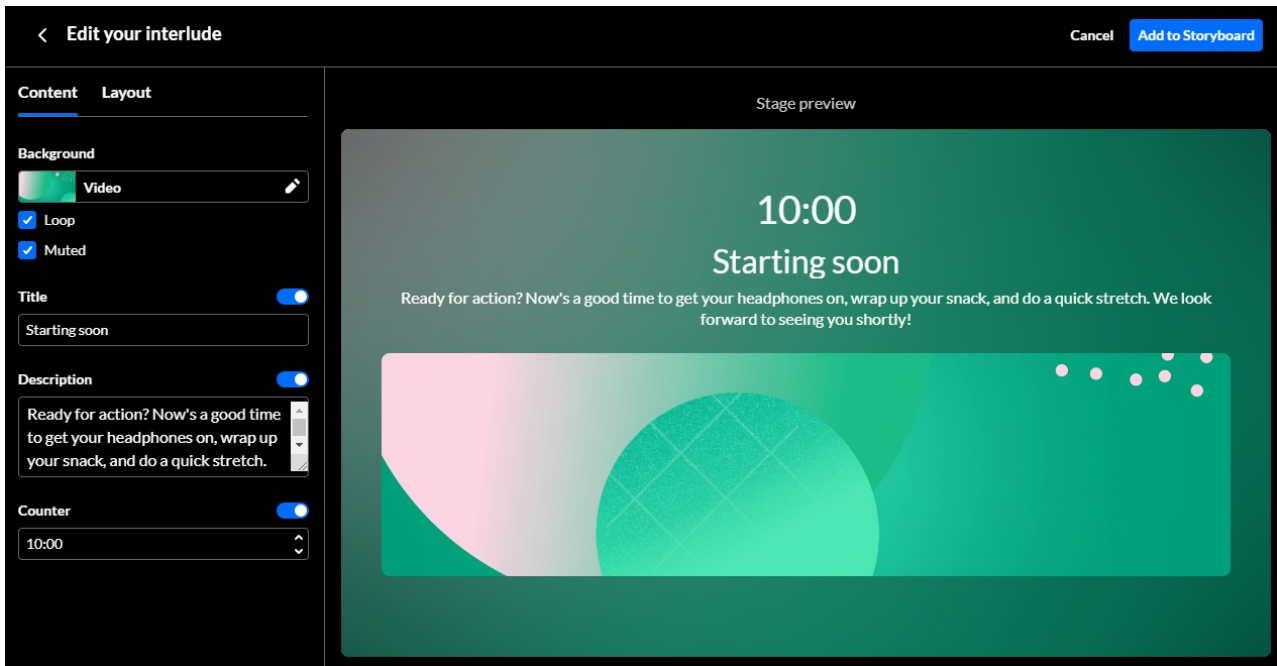 Edit your interlude
Cancel
Add to Storyboard
Content
Layout
Stage preview
Background
Video
Loop
Muted
Title
Starting soon
Description
Ready for action? Now's a good time
to get your headphones on, wrap up
your snack, and do a quick stretch.
Counter
10:00
10:00
Starting soon
Ready for action? Now's a good time to get your headphones on, wrap up your snack, and do a quick stretch. We look
forward to seeing you shortly!